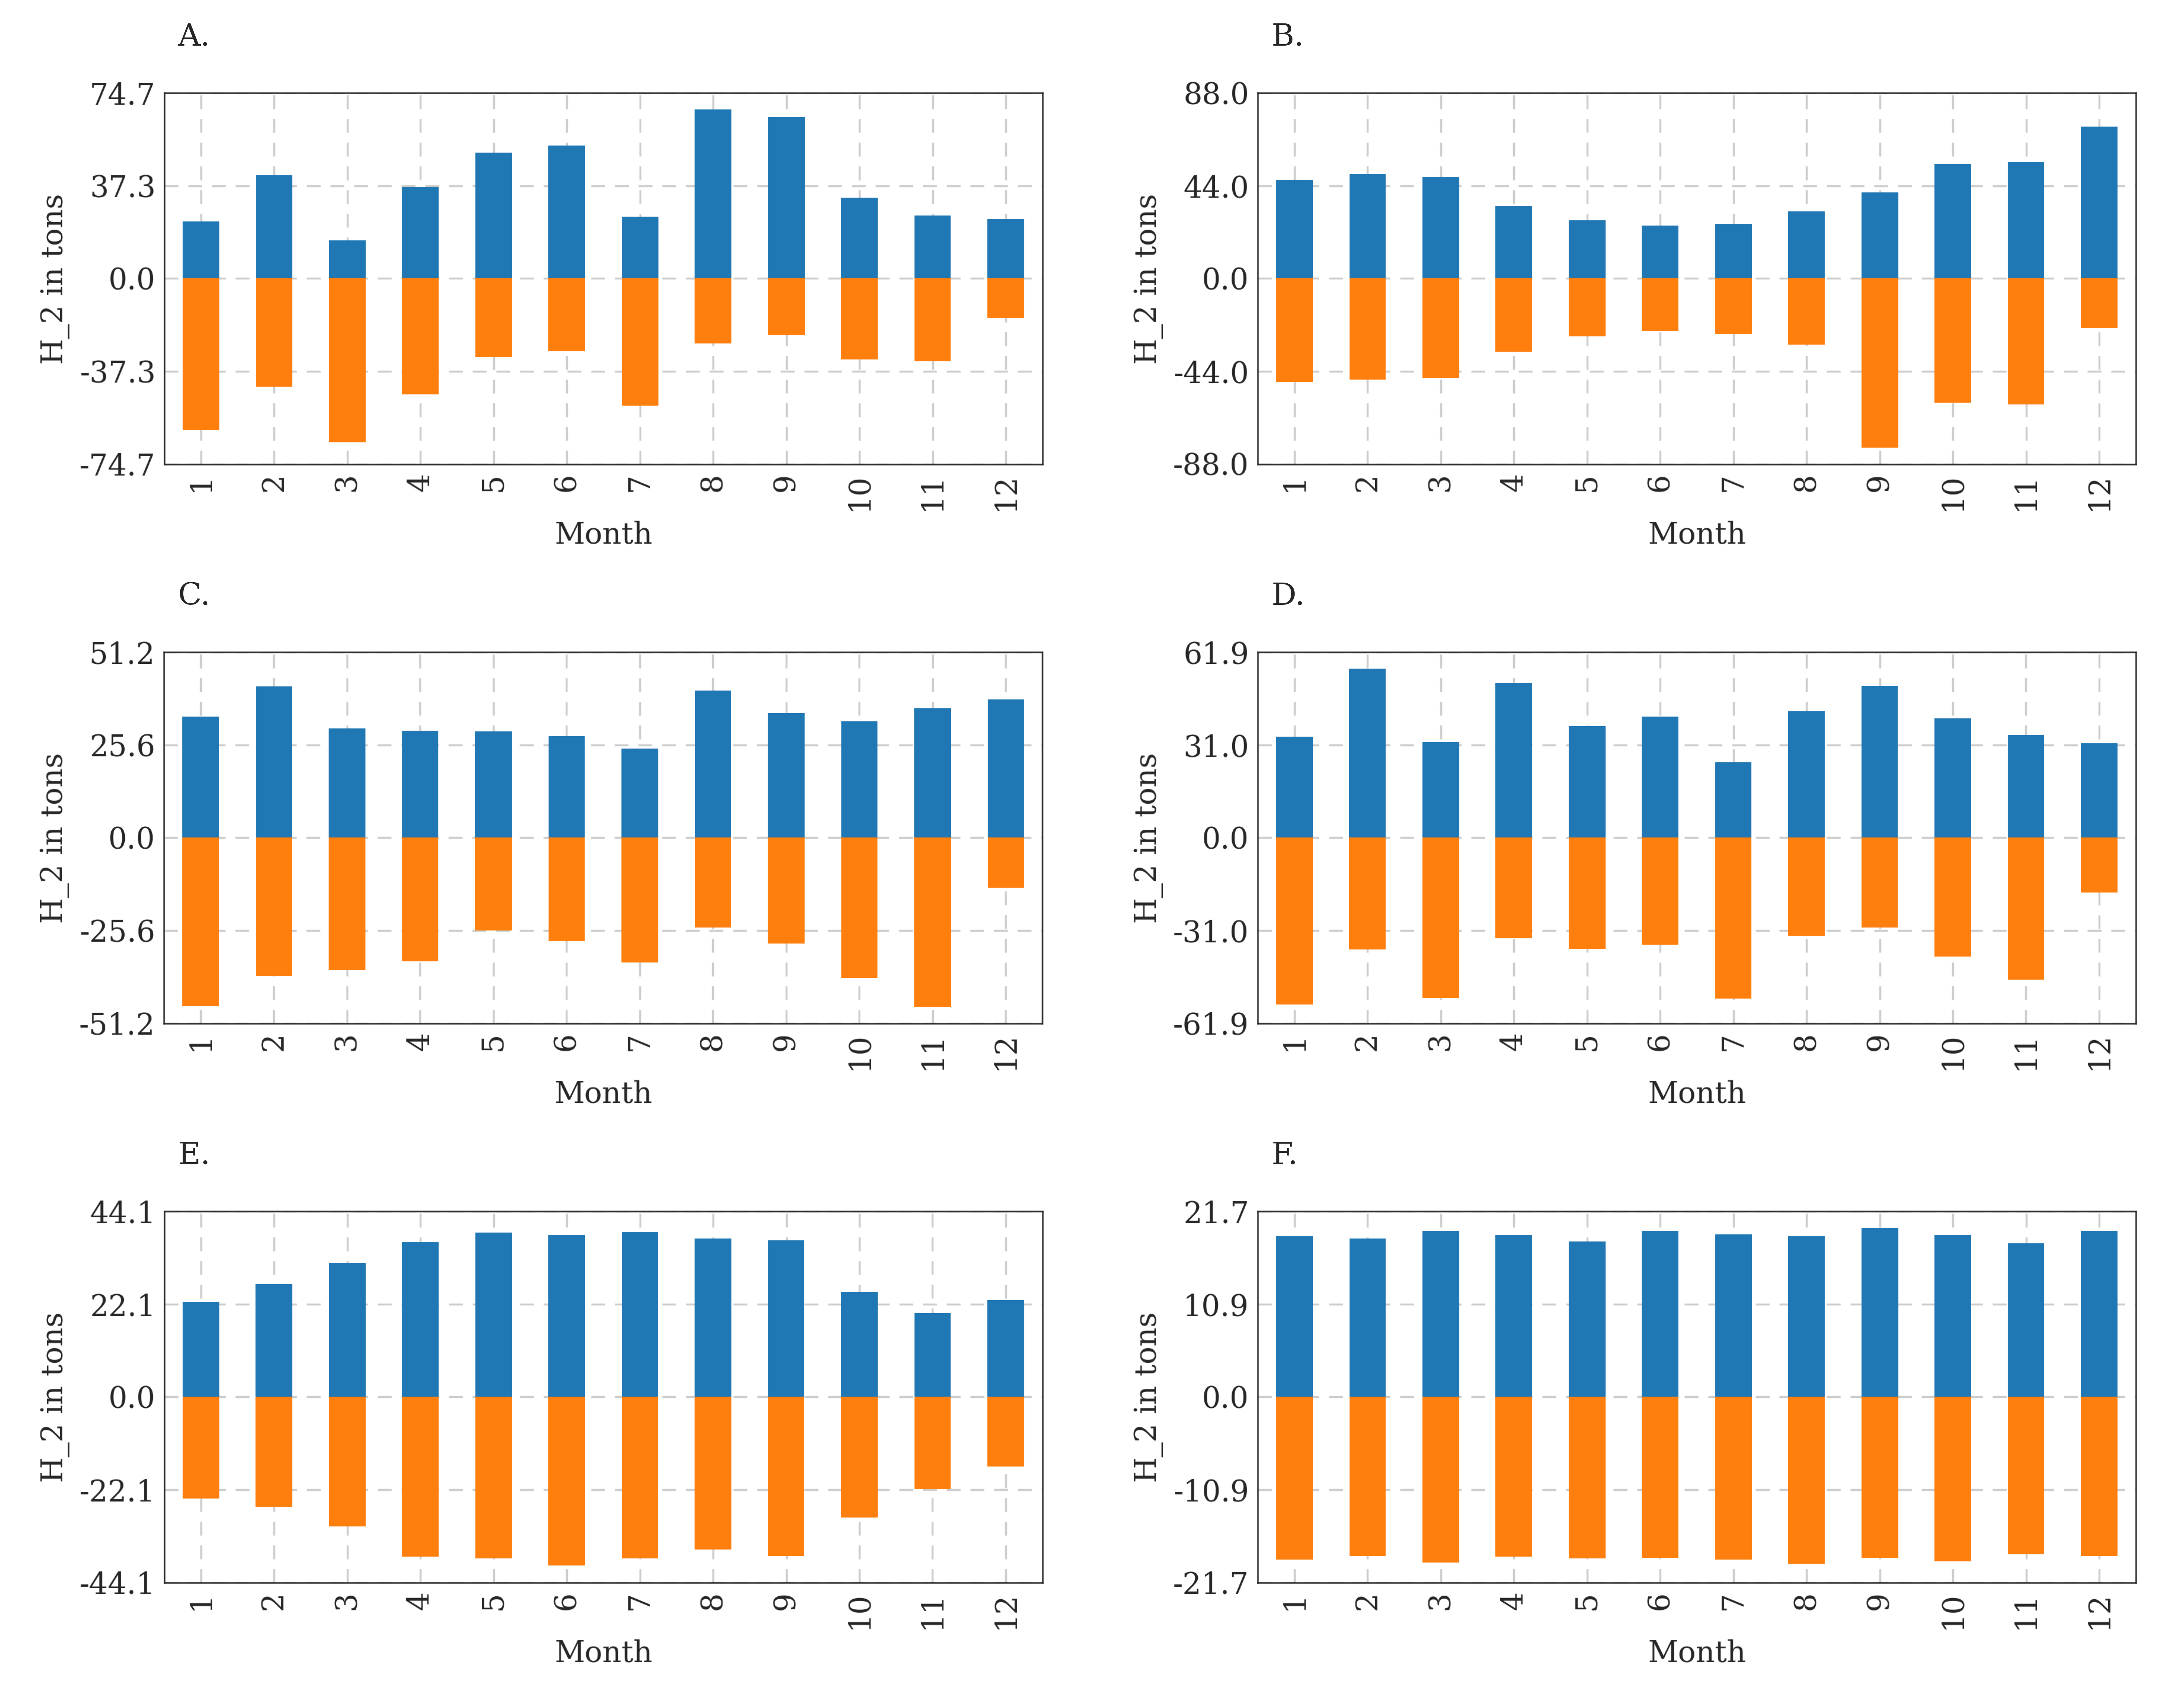 A.
74.7
37.3
0.0
-37.3
-74.7
H_2 in tons
1 2 3 4 5 6 7 8 9 10 11 12
Month
B.
88.0
44.0
0.0
-44.0
-88.0
H_2 in tons
1 2 3 4 5 6 7 8 9 10 11 12
Month
C.
51.2
25.6
0.0
-25.6
-51.2
H_2 in tons
1 2 3 4 5 6 7 8 9 10 11 12
Month
D.
61.9
31.0
0.0
-31.0
-61.9
H_2 in tons
1 2 3 4 5 6 7 8 9 10 11 12
Month
E.
44.1
22.1
0.0
-22.1
-44.1
H_2 in tons
1 2 3 4 5 6 7 8 9 10 11 12
Month
F.
21.7
10.9
0.0
-10.9
-21.7
H_2 in tons
1 2 3 4 5 6 7 8 9 10 11 12
Month